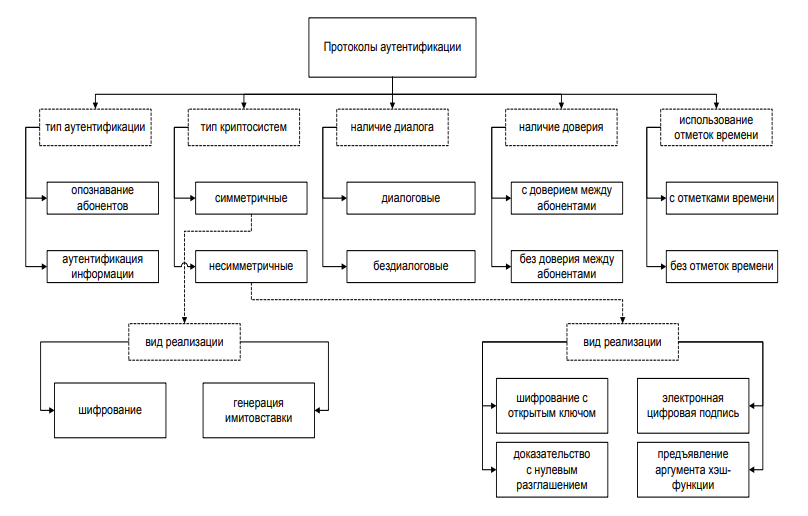 Протоколы аутентификации
тип аутентификации
тип криптосистем
наличие диалога
наличие доверия
использование
отметок времени
опознавание
абонентов
симметричные
диалоговые
с доверием между
абонентами
с отметками времени
аутентификация
информации
несимметричные
бездиалоговые
без доверия между
абонентами
без отметок времени
вид реализации
вид реализации
шифрование
генерация
имитовставки
шифрование с
открытым ключом
электронная
цифровая подпись
доказательство
с нулевым
разглашением
предъявление
аргумента хэш-
функции